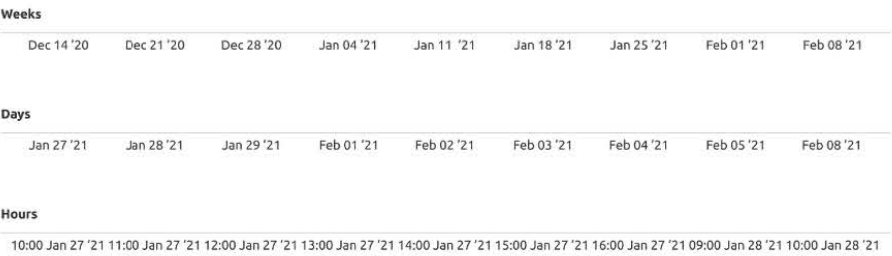 Weeks
Dec 14 '20 Dec 21 '20 Dec 28 '20 Jan 04 '21 Jan 11 '21 Jan 18 '21 Jan 25 '21 Feb 01 '21 Feb 08 '21
Days
Jan 27 '21 Jan 28 '21 Jan 29 '21 Feb 01 '21 Feb 02 '21 Feb 03 '21 Feb 04 '21 Feb 05 '21 Feb 08 '21
Hours
10:00 Jan 27 '21 11:00 Jan 27 '21 12:00 Jan 27 '21 13:00 Jan 27 '21 14:00 Jan 27 '21 15:00 Jan 27 '21 16:00 Jan 27 '21 09:00 Jan 28 '21 10:00 Jan 28 '21